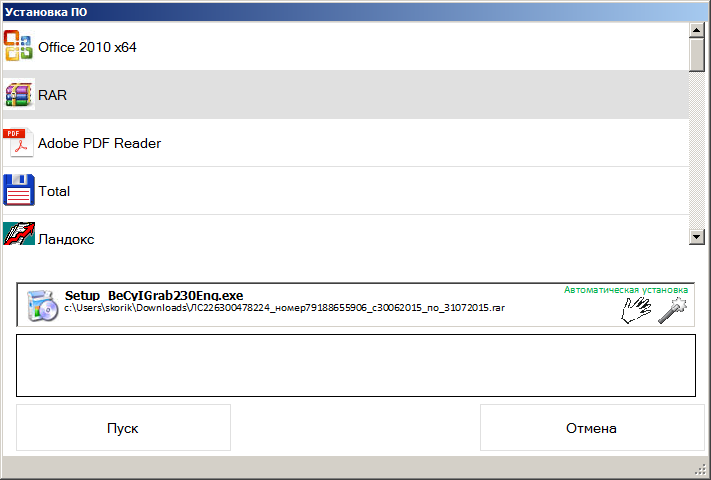 Установка ПО
Office 2010 x64
RAR
PDF
Adobe PDF Reader
Total
Ландокс
Автоматическая установка
Setup_BeCyIGrab230Eng.exe
c:\Users\skorik\Downloads\ЛС226300478224_номер79188655906_c30062015_по_31072015.rar
Пуск
Отмена